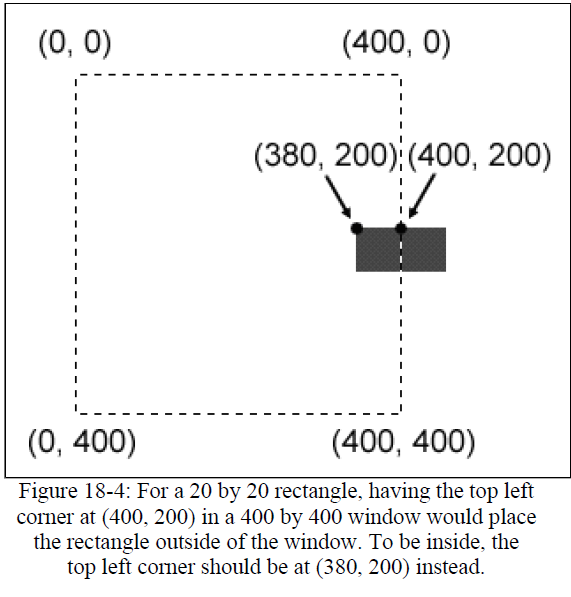 (0, 0) (400, 0)
(380, 200) (400, 200)
(0, 400) (400, 400)
Figure 18-4: For a 20 by 20 rectangle, having the top left
corner at (400, 200) in a 400 by 400 window would place
the rectangle outside of the window. To be inside, the
top left corner should be at (380, 200) instead.